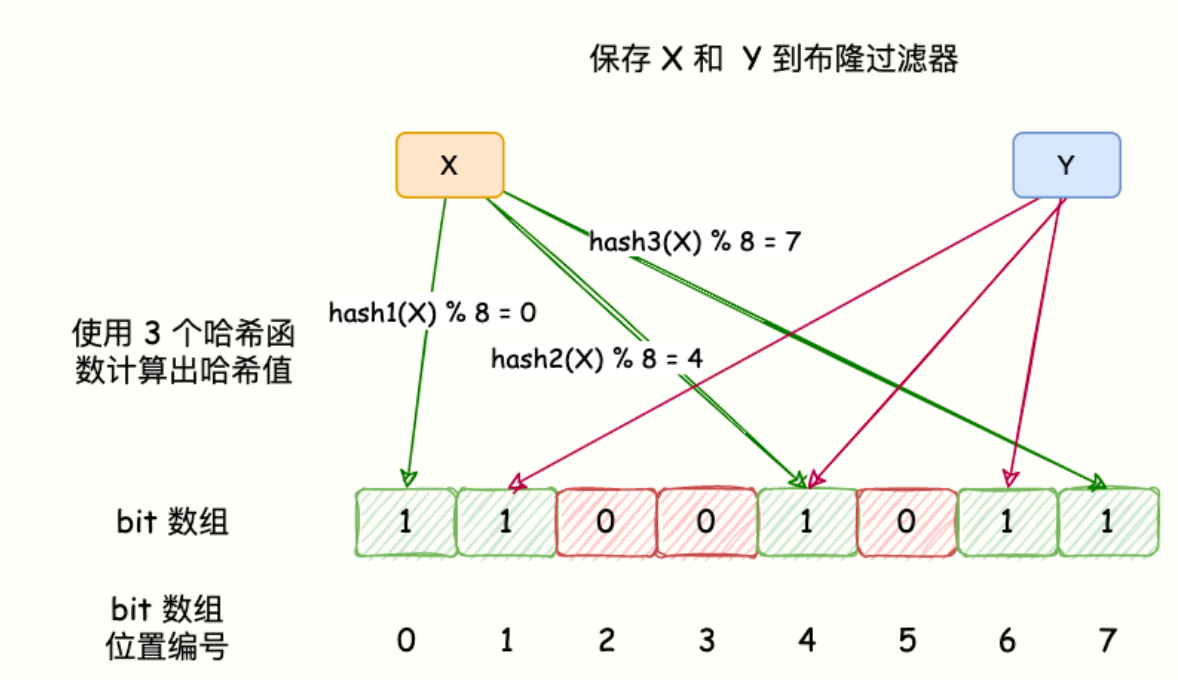 保存 X 和 Y 到布隆过滤器
X
Y
hash3(X) % 8 = 7
hash1(X) % 8 = 0
使用 3 个哈希函
数计算出哈希值
hash2(X) % 8 = 4
bit 数组
1 1 0 0 1 0 1 1
bit 数组
位置编号
0 1 2 3 4 5 6 7